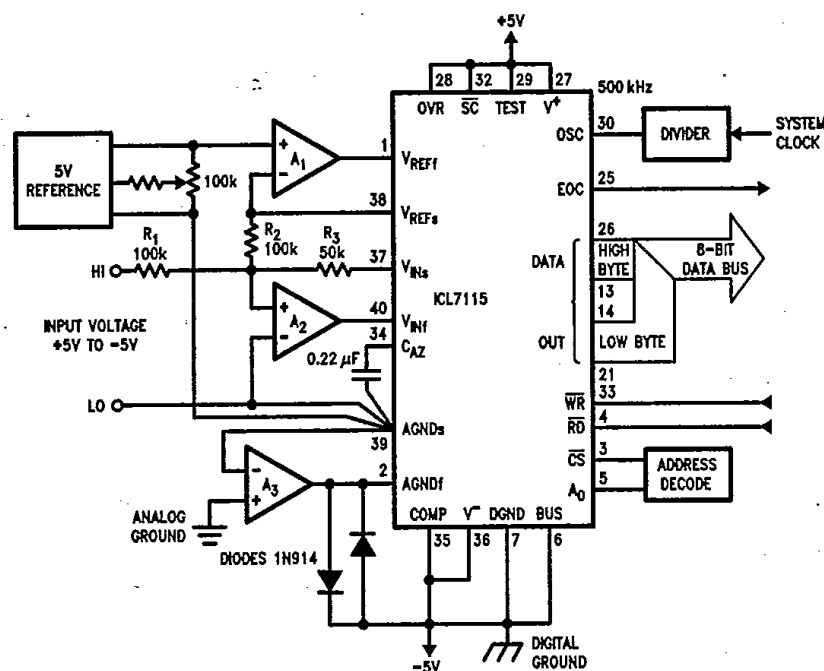 +5V
28 32 29 27
500 kHz
OVR SC TEST V+
OSC 30
DIVIDER
SYSTEM CLOCK
5V REFERENCE
100k
+
−
A1
1
VREFf
EOC 25
38
VREFs
R1
100k
R2
100k
R3
50k
37
VINs
HI
ICL7115
26
DATA
HIGH BYTE
8-BIT DATA BUS
13
14
OUT
LOW BYTE
21
+
−
A2
40
VINf
34
CAZ
0.22 μF
INPUT VOLTAGE
+5V TO −5V
LO
WR 33
RD 4
CS 3
A0 5
ADDRESS DECODE
AGNDs
39
−
+
A3
2
AGNDf
ANALOG GROUND
DIODES 1N914
COMP V− DGND BUS
35 36 7 6
−5V
DIGITAL GROUND